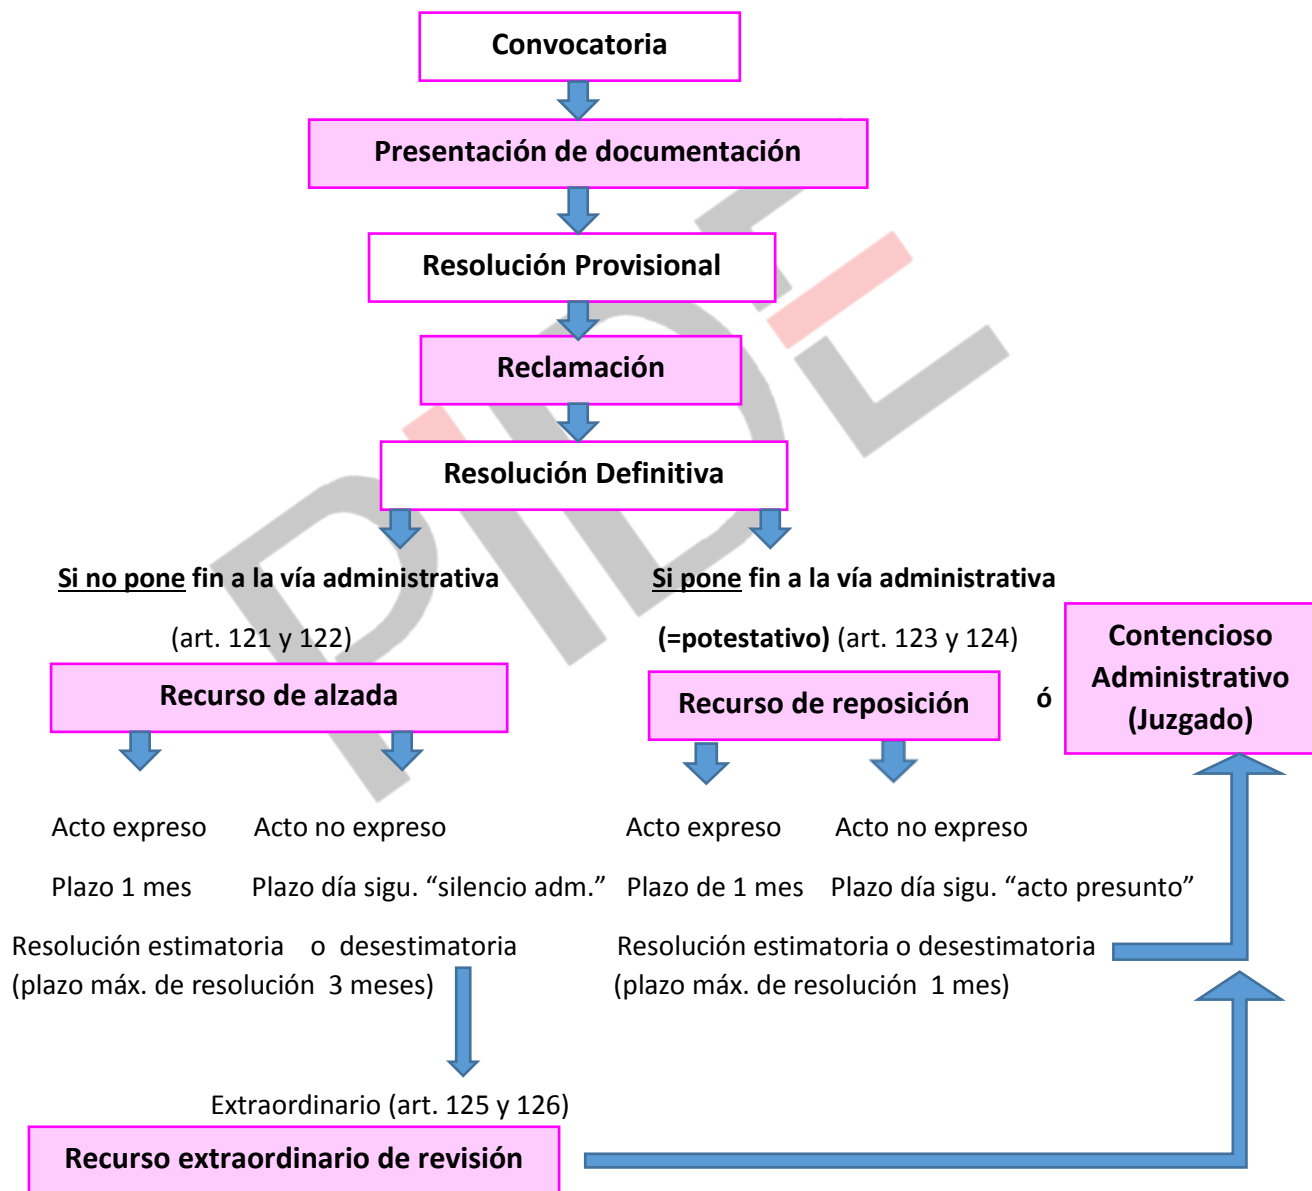 Convocatoria
Presentación de documentación
Resolución Provisional
Reclamación
Resolución Definitiva
Si no pone fin a la vía administrativa
(art. 121 y 122)
Recurso de alzada
Si pone fin a la vía administrativa
(=potestativo) (art. 123 y 124)
Recurso de reposición
ó
Contencioso
Administrativo
(Juzgado)
Acto expreso Acto no expreso
Plazo 1 mes Plazo día sigu. “silencio adm.”
Resolución estimatoria o desestimatoria
(plazo máx. de resolución 3 meses)
Acto expreso Acto no expreso
Plazo de 1 mes Plazo día sigu. “acto presunto”
Resolución estimatoria o desestimatoria
(plazo máx. de resolución 1 mes)
Extraordinario (art. 125 y 126)
Recurso extraordinario de revisión
PIDE